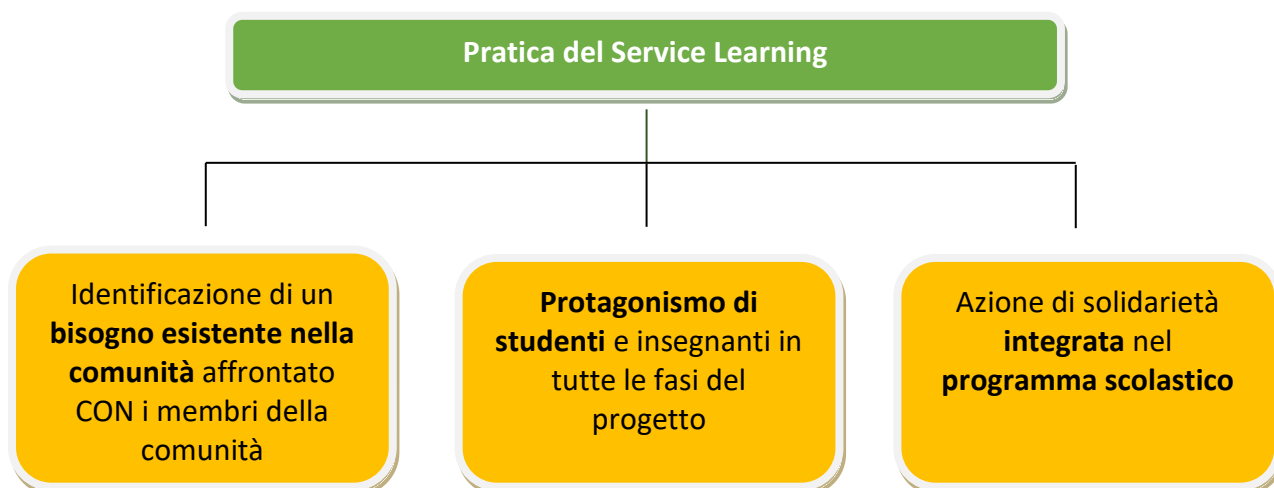 Pratica del Service Learning
Identificazione di un
bisogno esistente nella
comunità affrontato
CON i membri della
comunità
Protagonismo di
studenti e insegnanti in
tutte le fasi del
progetto
Azione di solidarietà
integrata nel
programma scolastico